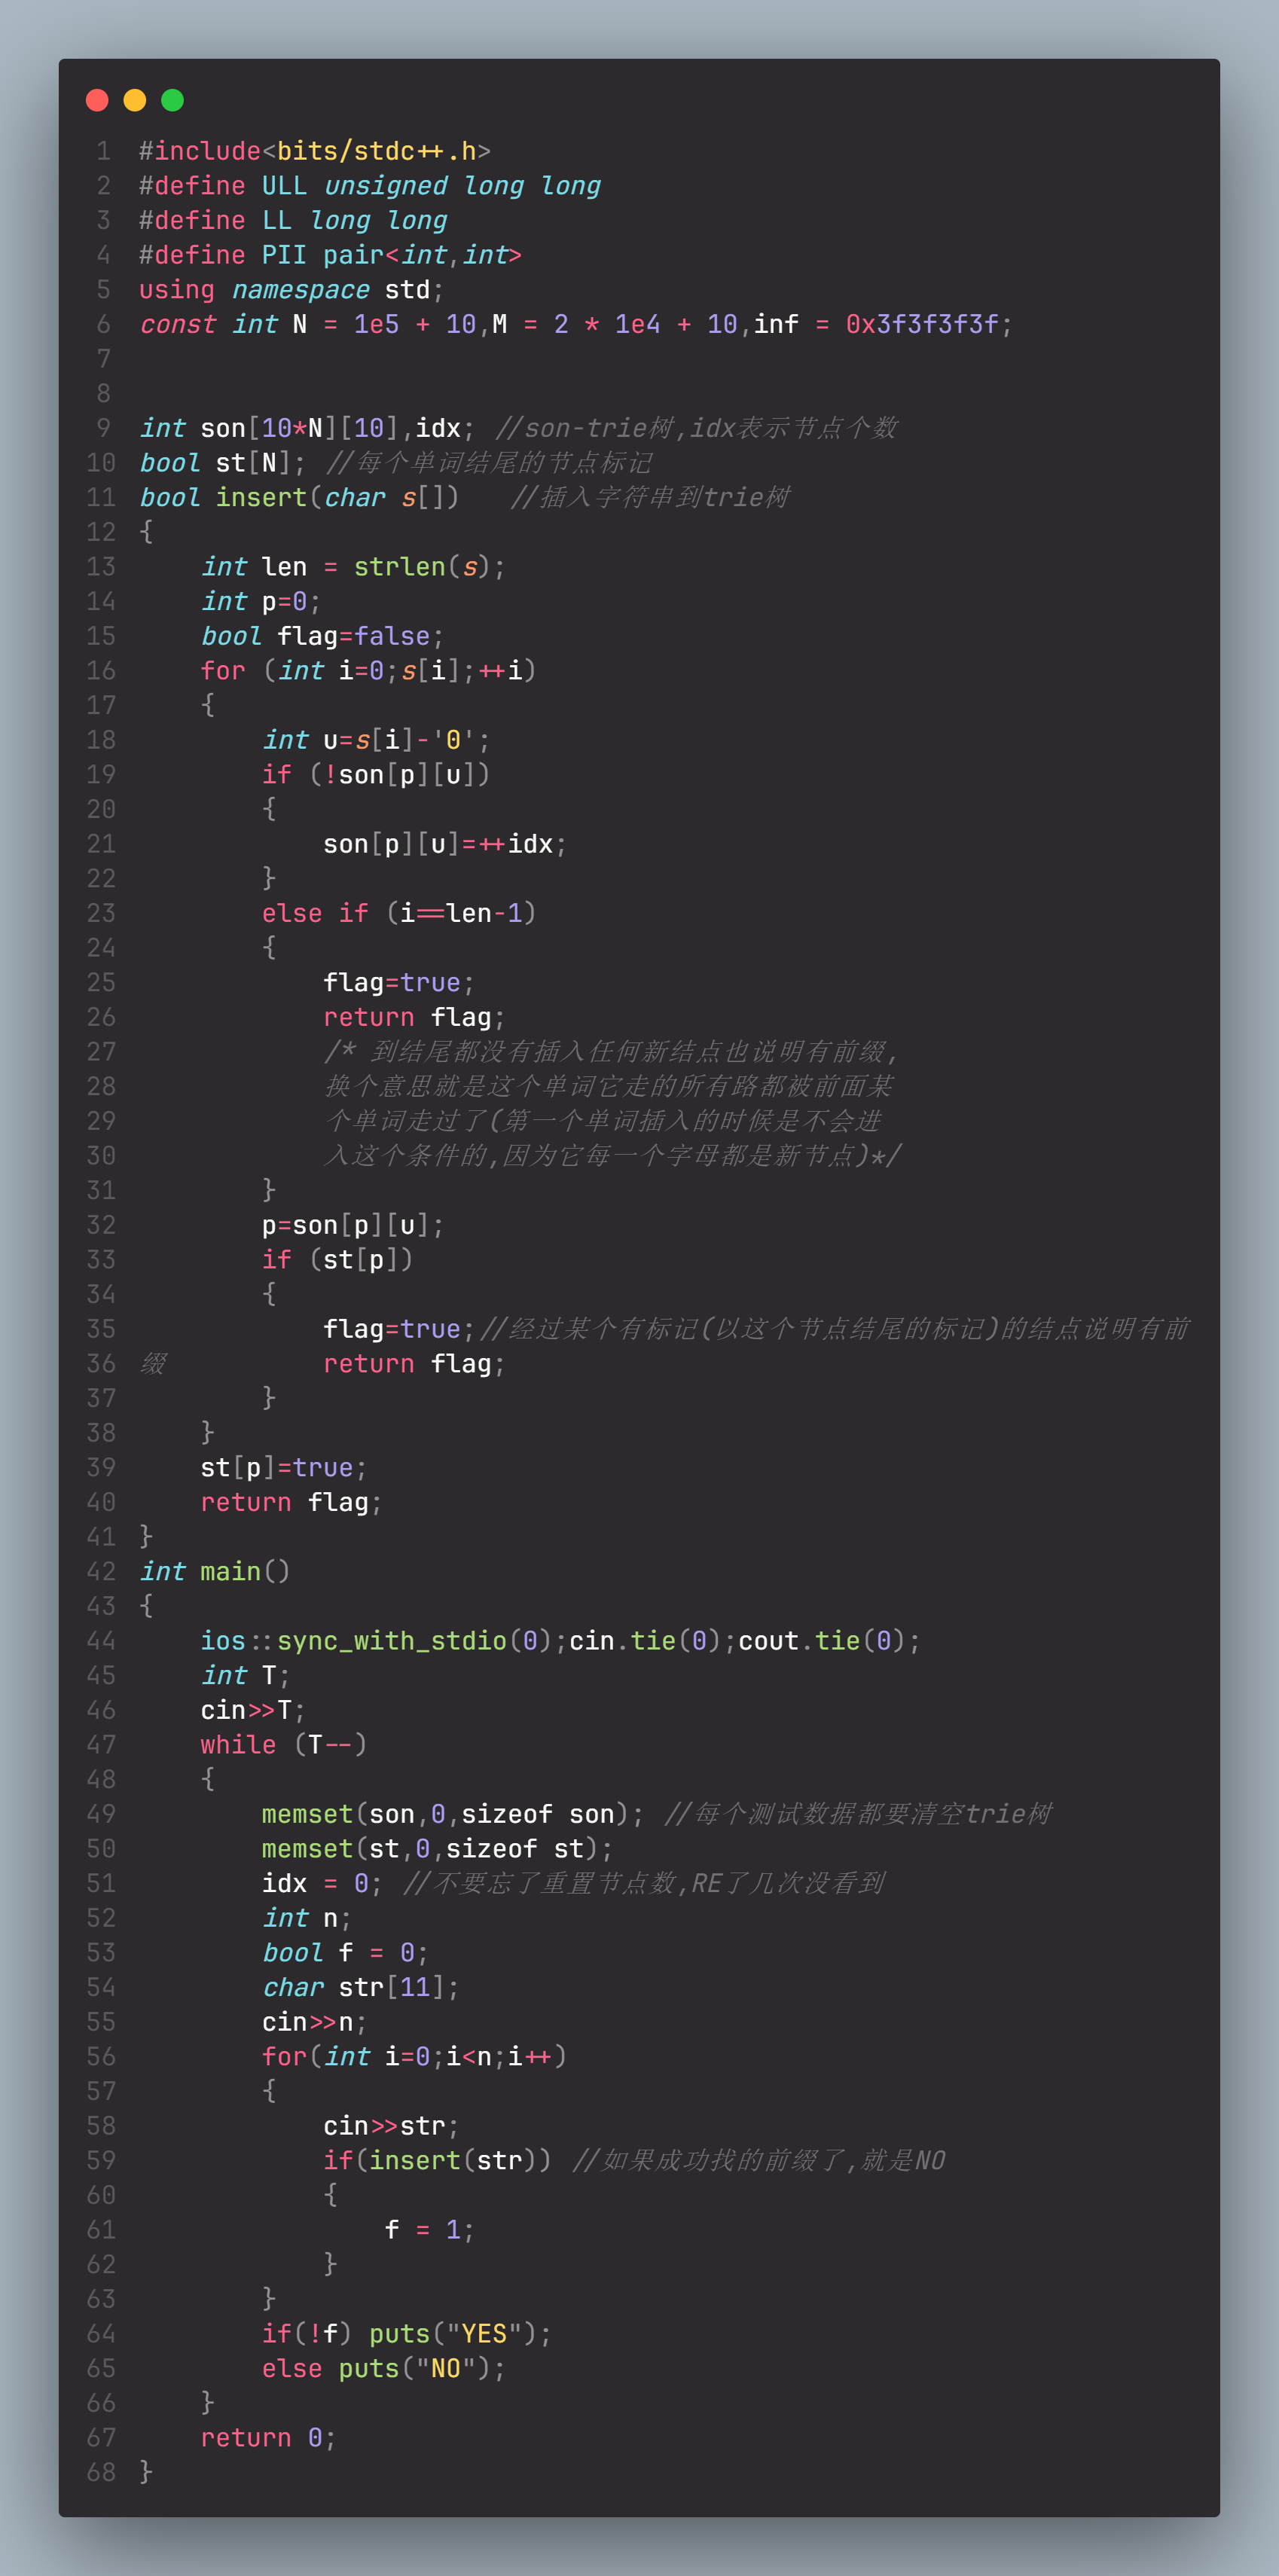 1 #include<bits/stdc++.h>
2 #define ULL unsigned long long
3 #define LL long long
4 #define PII pair<int,int>
5 using namespace std;
6 const int N = 1e5 + 10,M = 2 * 1e4 + 10,inf = 0x3f3f3f3f;
7
8
9 int son[10*N][10],idx; //son-trie树,idx表示节点个数
10 bool st[N]; //每个单词结尾的节点标记
11 bool insert(char s[])   //插入字符串到trie树
12 {
13     int len = strlen(s);
14     int p=0;
15     bool flag=false;
16     for (int i=0;s[i];++i)
17     {
18         int u=s[i]-'0';
19         if (!son[p][u])
20         {
21             son[p][u]=++idx;
22         }
23         else if (i==len-1)
24         {
25             flag=true;
26             return flag;
27             /* 到结尾都没有插入任何新结点也说明有前缀,
28             换个意思就是这个单词它走的所有路都被前面某
29             个单词走过了(第一个单词插入的时候是不会进
30             入这个条件的,因为它每一个字母都是新节点)*/
31         }
32         p=son[p][u];
33         if (st[p])
34         {
35             flag=true;//经过某个有标记(以这个节点结尾的标记)的结点说明有前
36 缀          return flag;
37         }
38     }
39     st[p]=true;
40     return flag;
41 }
42 int main()
43 {
44     ios::sync_with_stdio(0);cin.tie(0);cout.tie(0);
45     int T;
46     cin>>T;
47     while (T--)
48     {
49         memset(son,0,sizeof son); //每个测试数据都要清空trie树
50         memset(st,0,sizeof st);
51         idx = 0; //不要忘了重置节点数,RE了几次没看到
52         int n;
53         bool f = 0;
54         char str[11];
55         cin>>n;
56         for(int i=0;i<n;i++)
57         {
58             cin>>str;
59             if(insert(str)) //如果成功找的前缀了,就是NO
60             {
61                 f = 1;
62             }
63         }
64         if(!f) puts("YES");
65         else puts("NO");
66     }
67     return 0;
68 }